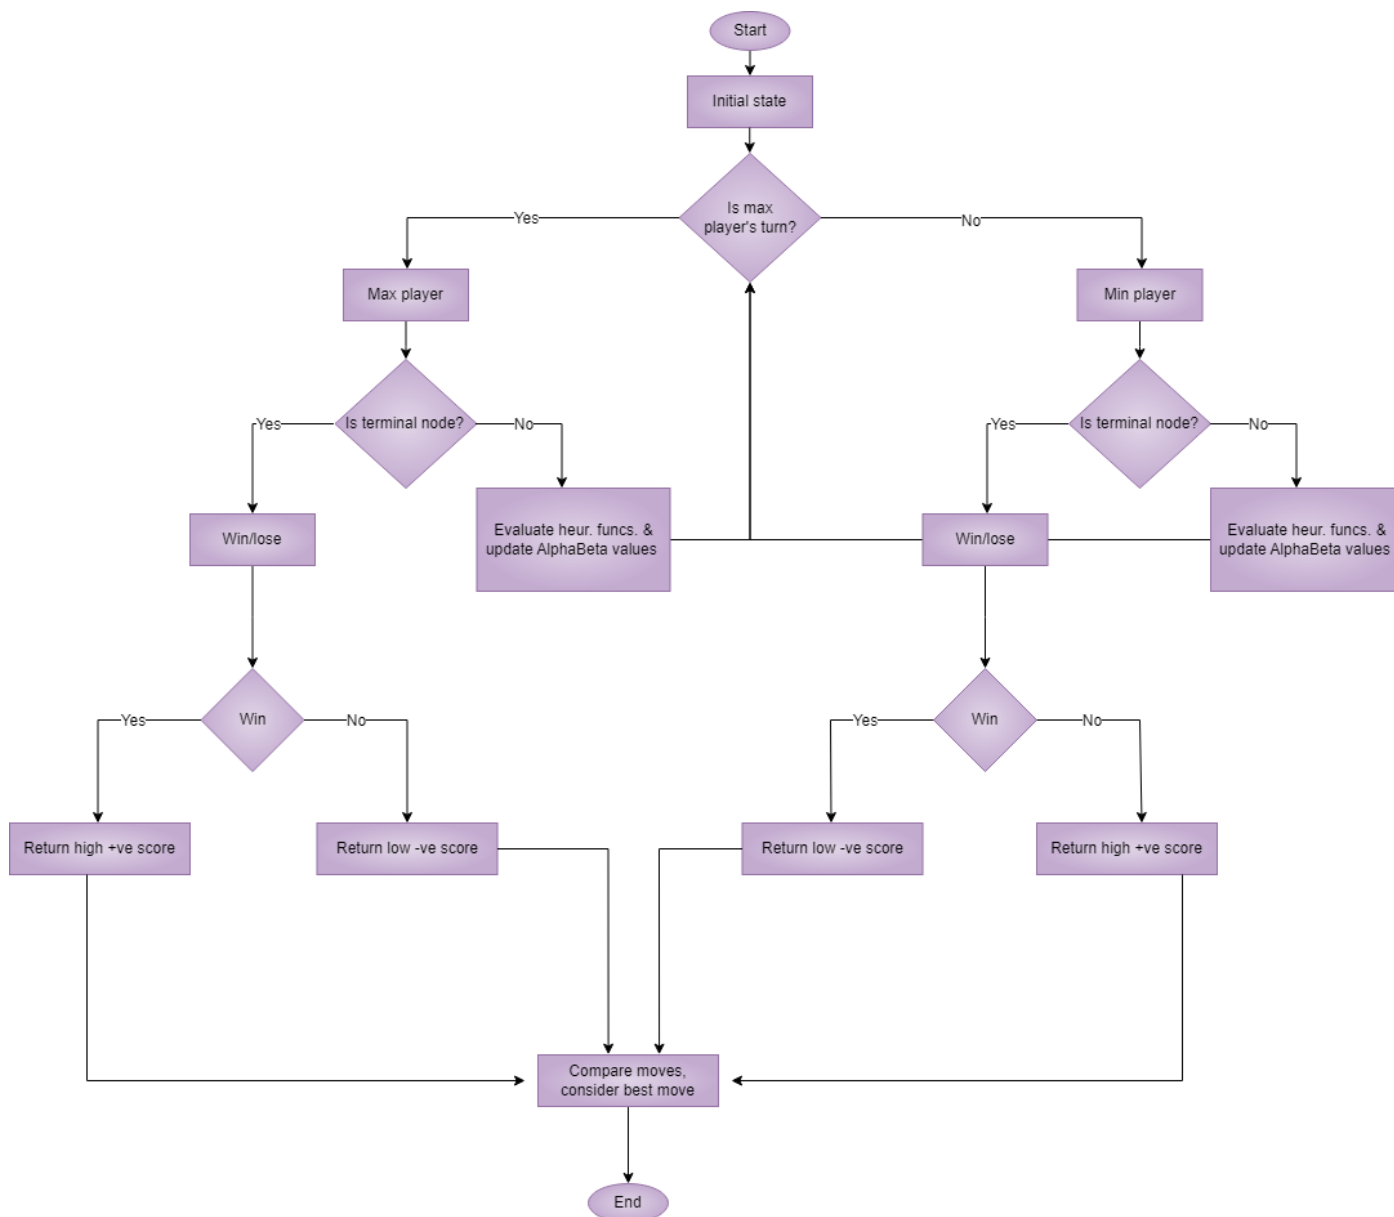 Start
Initial state
Is max
player's turn?
Yes
No
Max player
Min player
Is terminal node?
Yes
No
Is terminal node?
Yes
No
Win/lose
Evaluate heur. funcs. &
update AlphaBeta values
Win/lose
Evaluate heur. funcs. &
update AlphaBeta values
Win
Yes
No
Win
Yes
No
Return high +ve score
Return low -ve score
Return low -ve score
Return high +ve score
Compare moves,
consider best move
End